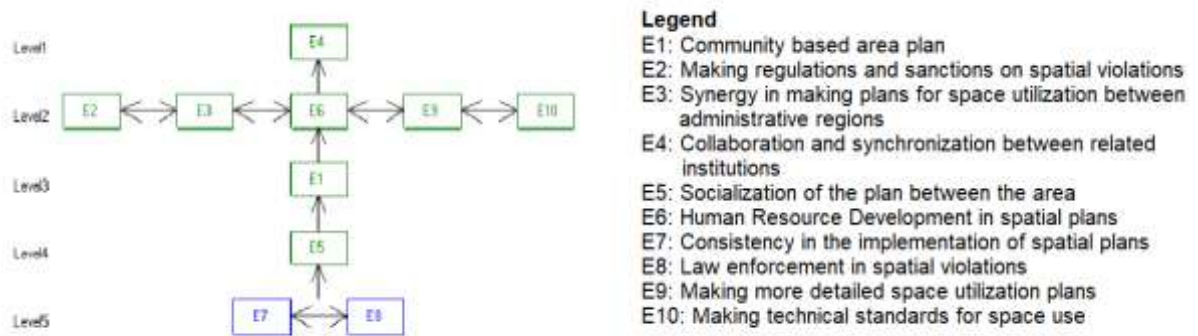 Level1
E4
Level2
E2
E3
E6
E9
E10
Level3
E1
Level4
E5
Level5
E7
E8
Legend
E1: Community based area plan
E2: Making regulations and sanctions on spatial violations
E3: Synergy in making plans for space utilization between
administrative regions
E4: Collaboration and synchronization between related
institutions
E5: Socialization of the plan between the area
E6: Human Resource Development in spatial plans
E7: Consistency in the implementation of spatial plans
E8: Law enforcement in spatial violations
E9: Making more detailed space utilization plans
E10: Making technical standards for space use